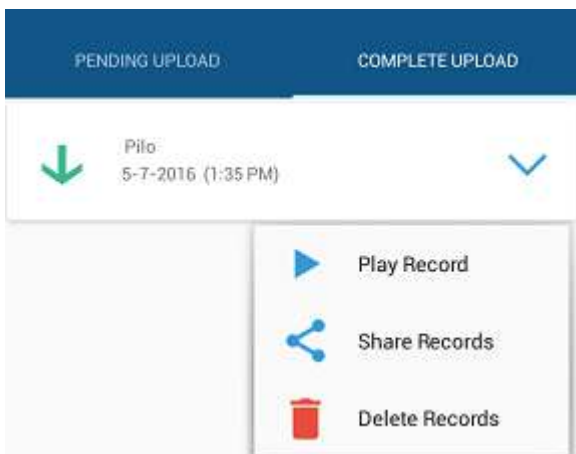 PENDING UPLOAD
COMPLETE UPLOAD
Pilo
5-7-2016 (1:35 PM)
Play Record
Share Records
Delete Records